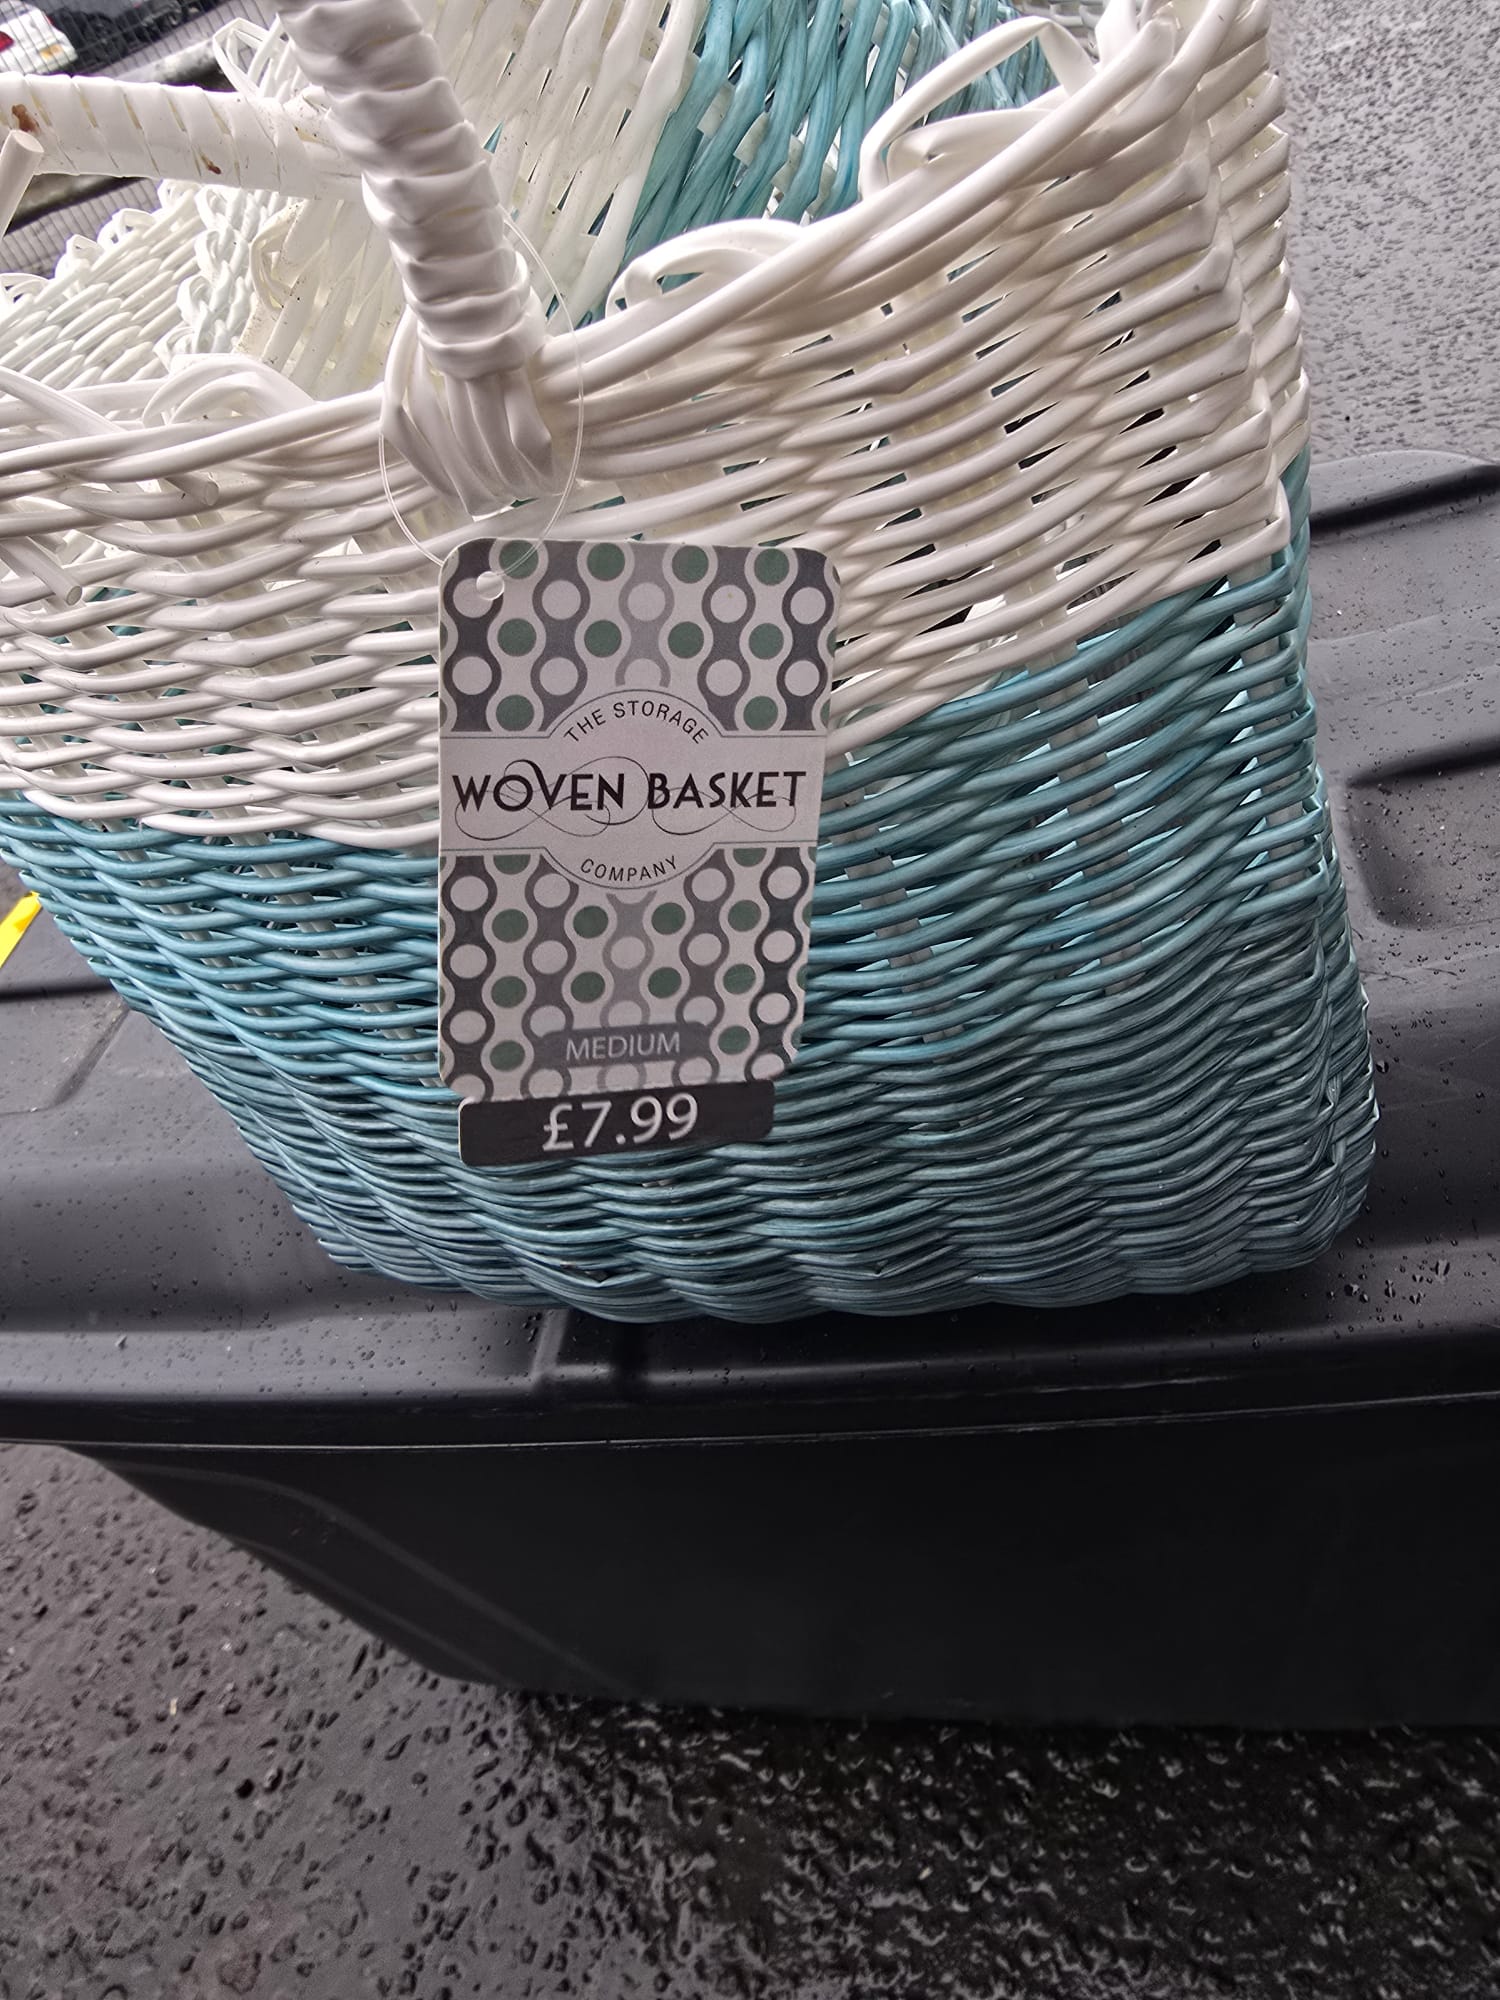 THE STORAGE
WOVEN BASKET
COMPANY
MEDIUM
£7.99